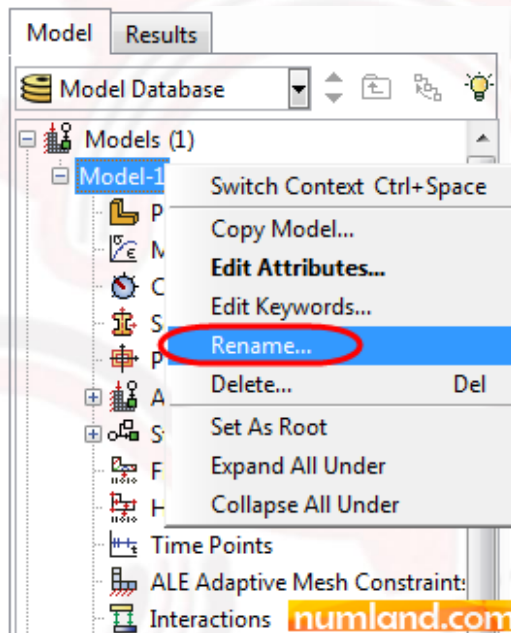 Model Results
Model Database
Models (1)
Model-1
Switch Context Ctrl+Space
P
Copy Model...
M
Edit Attributes...
C
Edit Keywords...
S
Rename...
P
Delete... Del
A
Set As Root
S
Expand All Under
F
Collapse All Under
H
Time Points
ALE Adaptive Mesh Constraint
Interactions
numland.com